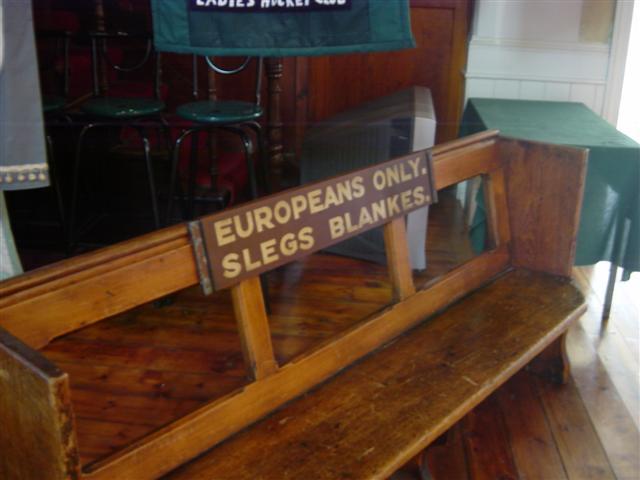 LADIES HOCKEY CLUB
EUROPEANS ONLY.
SLEGS BLANKES.